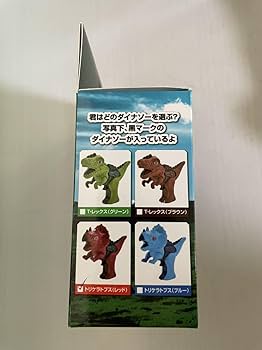 君はどのダイナソーを選ぶ?
写真下、黒マークの
ダイナソーが入っているよ
T-レックス(グリーン)
T-レックス(ブラウン)
トリケラトプス(レッド)
トリケラトプス(ブルー)